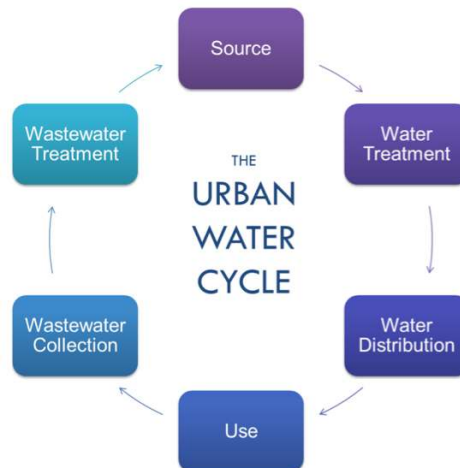 Source
Water
Treatment
Water
Distribution
Use
Wastewater
Collection
Wastewater
Treatment
THE
URBAN
WATER
CYCLE